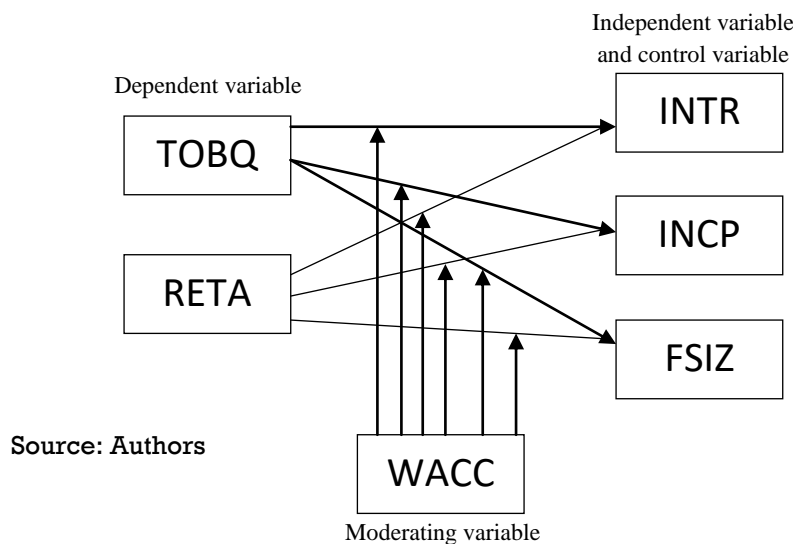 Independent variable
and control variable
Dependent variable
INTR
TOBQ
INCP
RETA
FSIZ
Source: Authors
WACC
Moderating variable